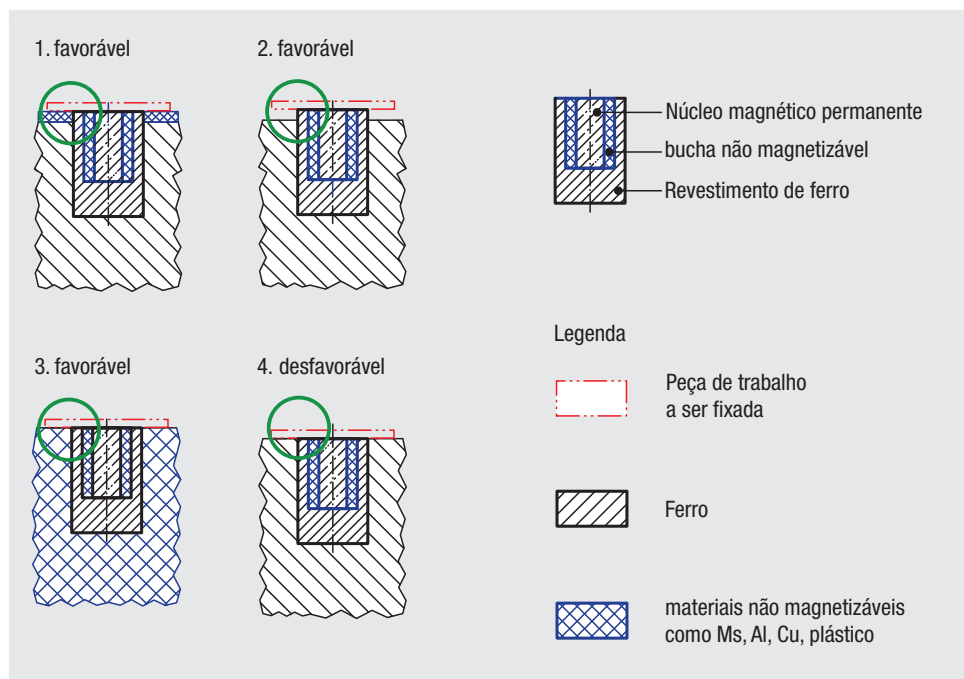 1. favorável
2. favorável
Núcleo magnético permanente
bucha não magnetizável
Revestimento de ferro
3. favorável
4. desfavorável
Legenda
Peça de trabalho
a ser fixada
Ferro
materiais não magnetizáveis
como Ms, Al, Cu, plástico